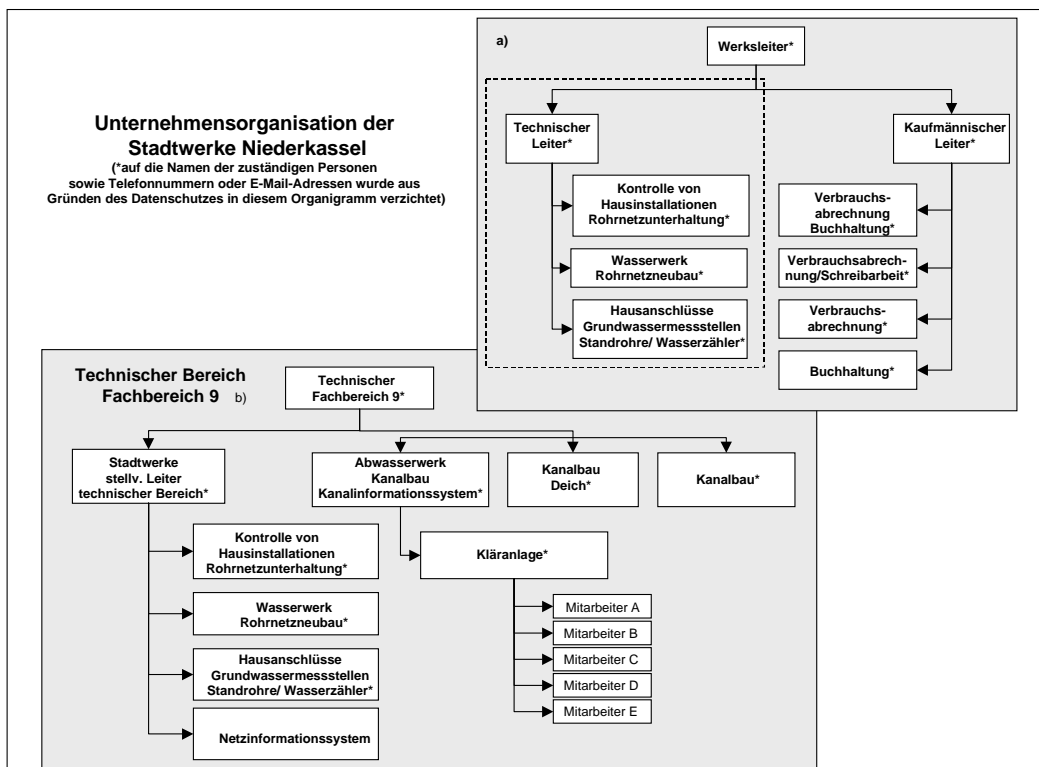 a)
Werksleiter*
Unternehmensorganisation der
Stadtwerke Niederkassel
(*auf die Namen der zuständigen Personen
sowie Telefonnummern oder E-Mail-Adressen wurde aus
Gründen des Datenschutzes in diesem Organigramm verzichtet)
Technischer
Leiter*
Kontrolle von
Hausinstallationen
Rohrnetzunterhaltung*
Wasserwerk
Rohrnetzneubau*
Hausanschlüsse
Grundwassermessstellen
Standrohre/ Wasserzähler*
Kaufmännischer
Leiter*
Verbrauchs-
abrechnung
Buchhaltung*
Verbrauchsabrech-
nung/Schreibarbeit*
Verbrauchs-
abrechnung*
Buchhaltung*
Technischer Bereich
Fachbereich 9 b)
Technischer
Fachbereich 9*
Stadtwerke
stellv. Leiter
technischer Bereich*
Kontrolle von
Hausinstallationen
Rohrnetzunterhaltung*
Wasserwerk
Rohrnetzneubau*
Hausanschlüsse
Grundwassermessstellen
Standrohre/ Wasserzähler*
Netzinformationssystem
Abwasserwerk
Kanalbau
Kanalinformationssystem*
Kläranlage*
Mitarbeiter A
Mitarbeiter B
Mitarbeiter C
Mitarbeiter D
Mitarbeiter E
Kanalbau
Deich*
Kanalbau*